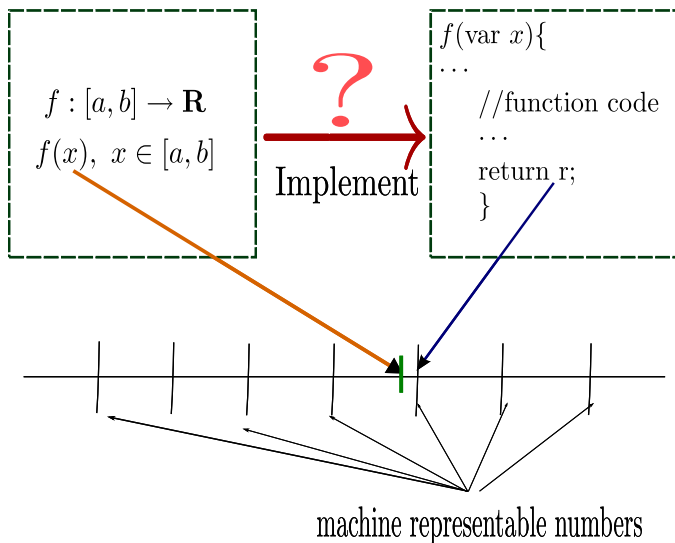 f : [a, b] → R
f(x), x ∈ [a, b]
?
Implement
f(var x){
...
//function code
...
return r;
}
machine representable numbers